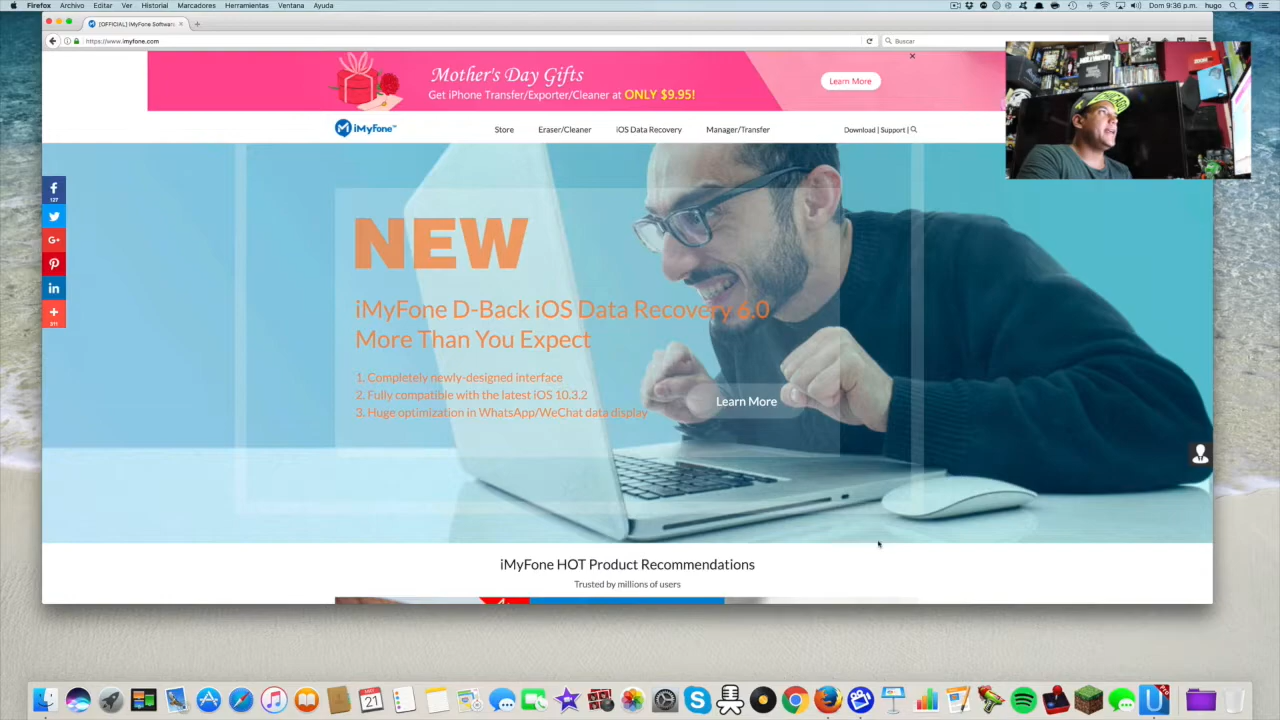 Firefox Archivo Editar Ver Historial Marcadores Herramientas Ventana Ayuda
Dom 9:36 p.m. hugo
[OFFICIAL] iMyFone Software
https://www.imyfone.com
Buscar
Mother's Day Gifts
Get iPhone Transfer/Exporter/Cleaner at ONLY $9.95!
Learn More
iMyFone
Store Eraser/Cleaner iOS Data Recovery Manager/Transfer Download | Support |
127
NEW
iMyFone D-Back iOS Data Recovery 6.0
More Than You Expect
1. Completely newly-designed interface
2. Fully compatible with the latest iOS 10.3.2
3. Huge optimization in WhatsApp/WeChat data display
Learn More
iMyFone HOT Product Recommendations
Trusted by millions of users
21